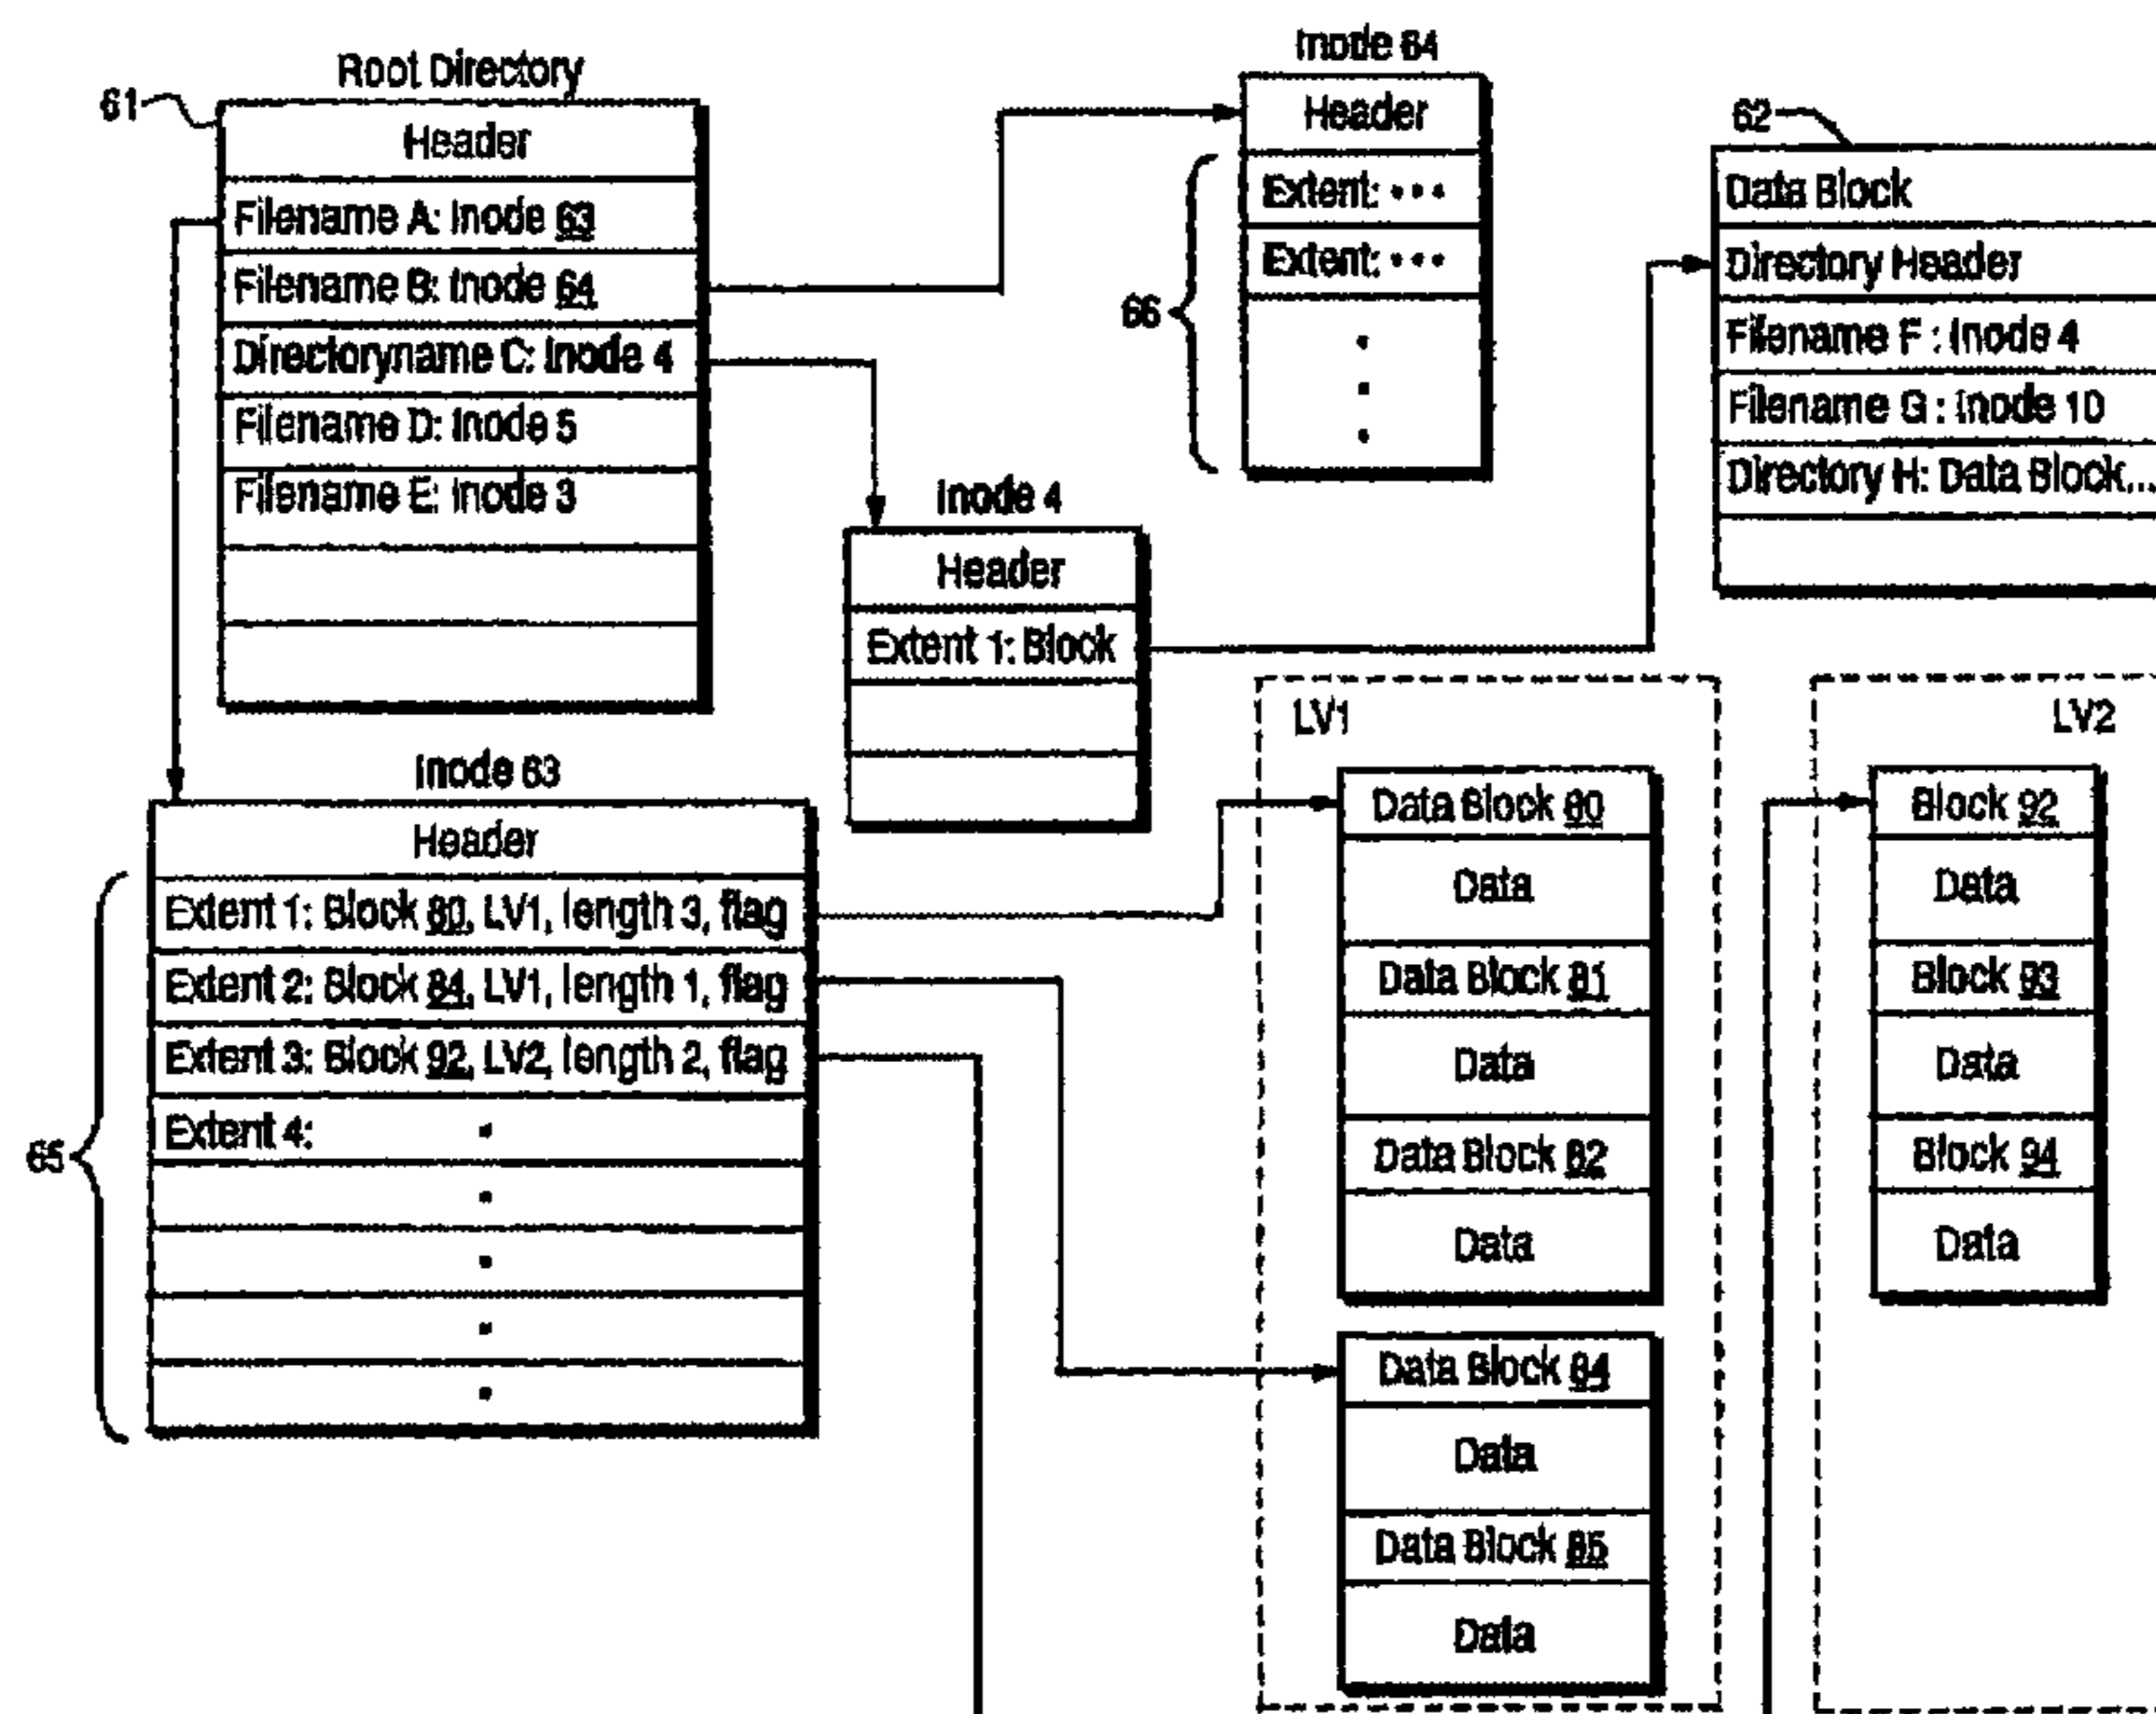 Root Directory
61
Header
Filename A: Inode 63
Filename B: Inode 64
Directoryname C: Inode 4
Filename D: Inode 5
Filename E: Inode 3
Inode 64
Header
Extent: •••
Extent: •••
66
62
Data Block
Directory Header
Filename F : Inode 4
Filename G : Inode 10
Directory H: Data Block...
Inode 4
Header
Extent 1: Block
Inode 63
Header
Extent 1: Block 80, LV1, length 3, flag
Extent 2: Block 84, LV1, length 1, flag
Extent 3: Block 92, LV2, length 2, flag
Extent 4:
65
LV1
Data Block 80
Data
Data Block 81
Data
Data Block 82
Data
Data Block 84
Data
Data Block 85
Data
LV2
Block 92
Data
Block 93
Data
Block 94
Data